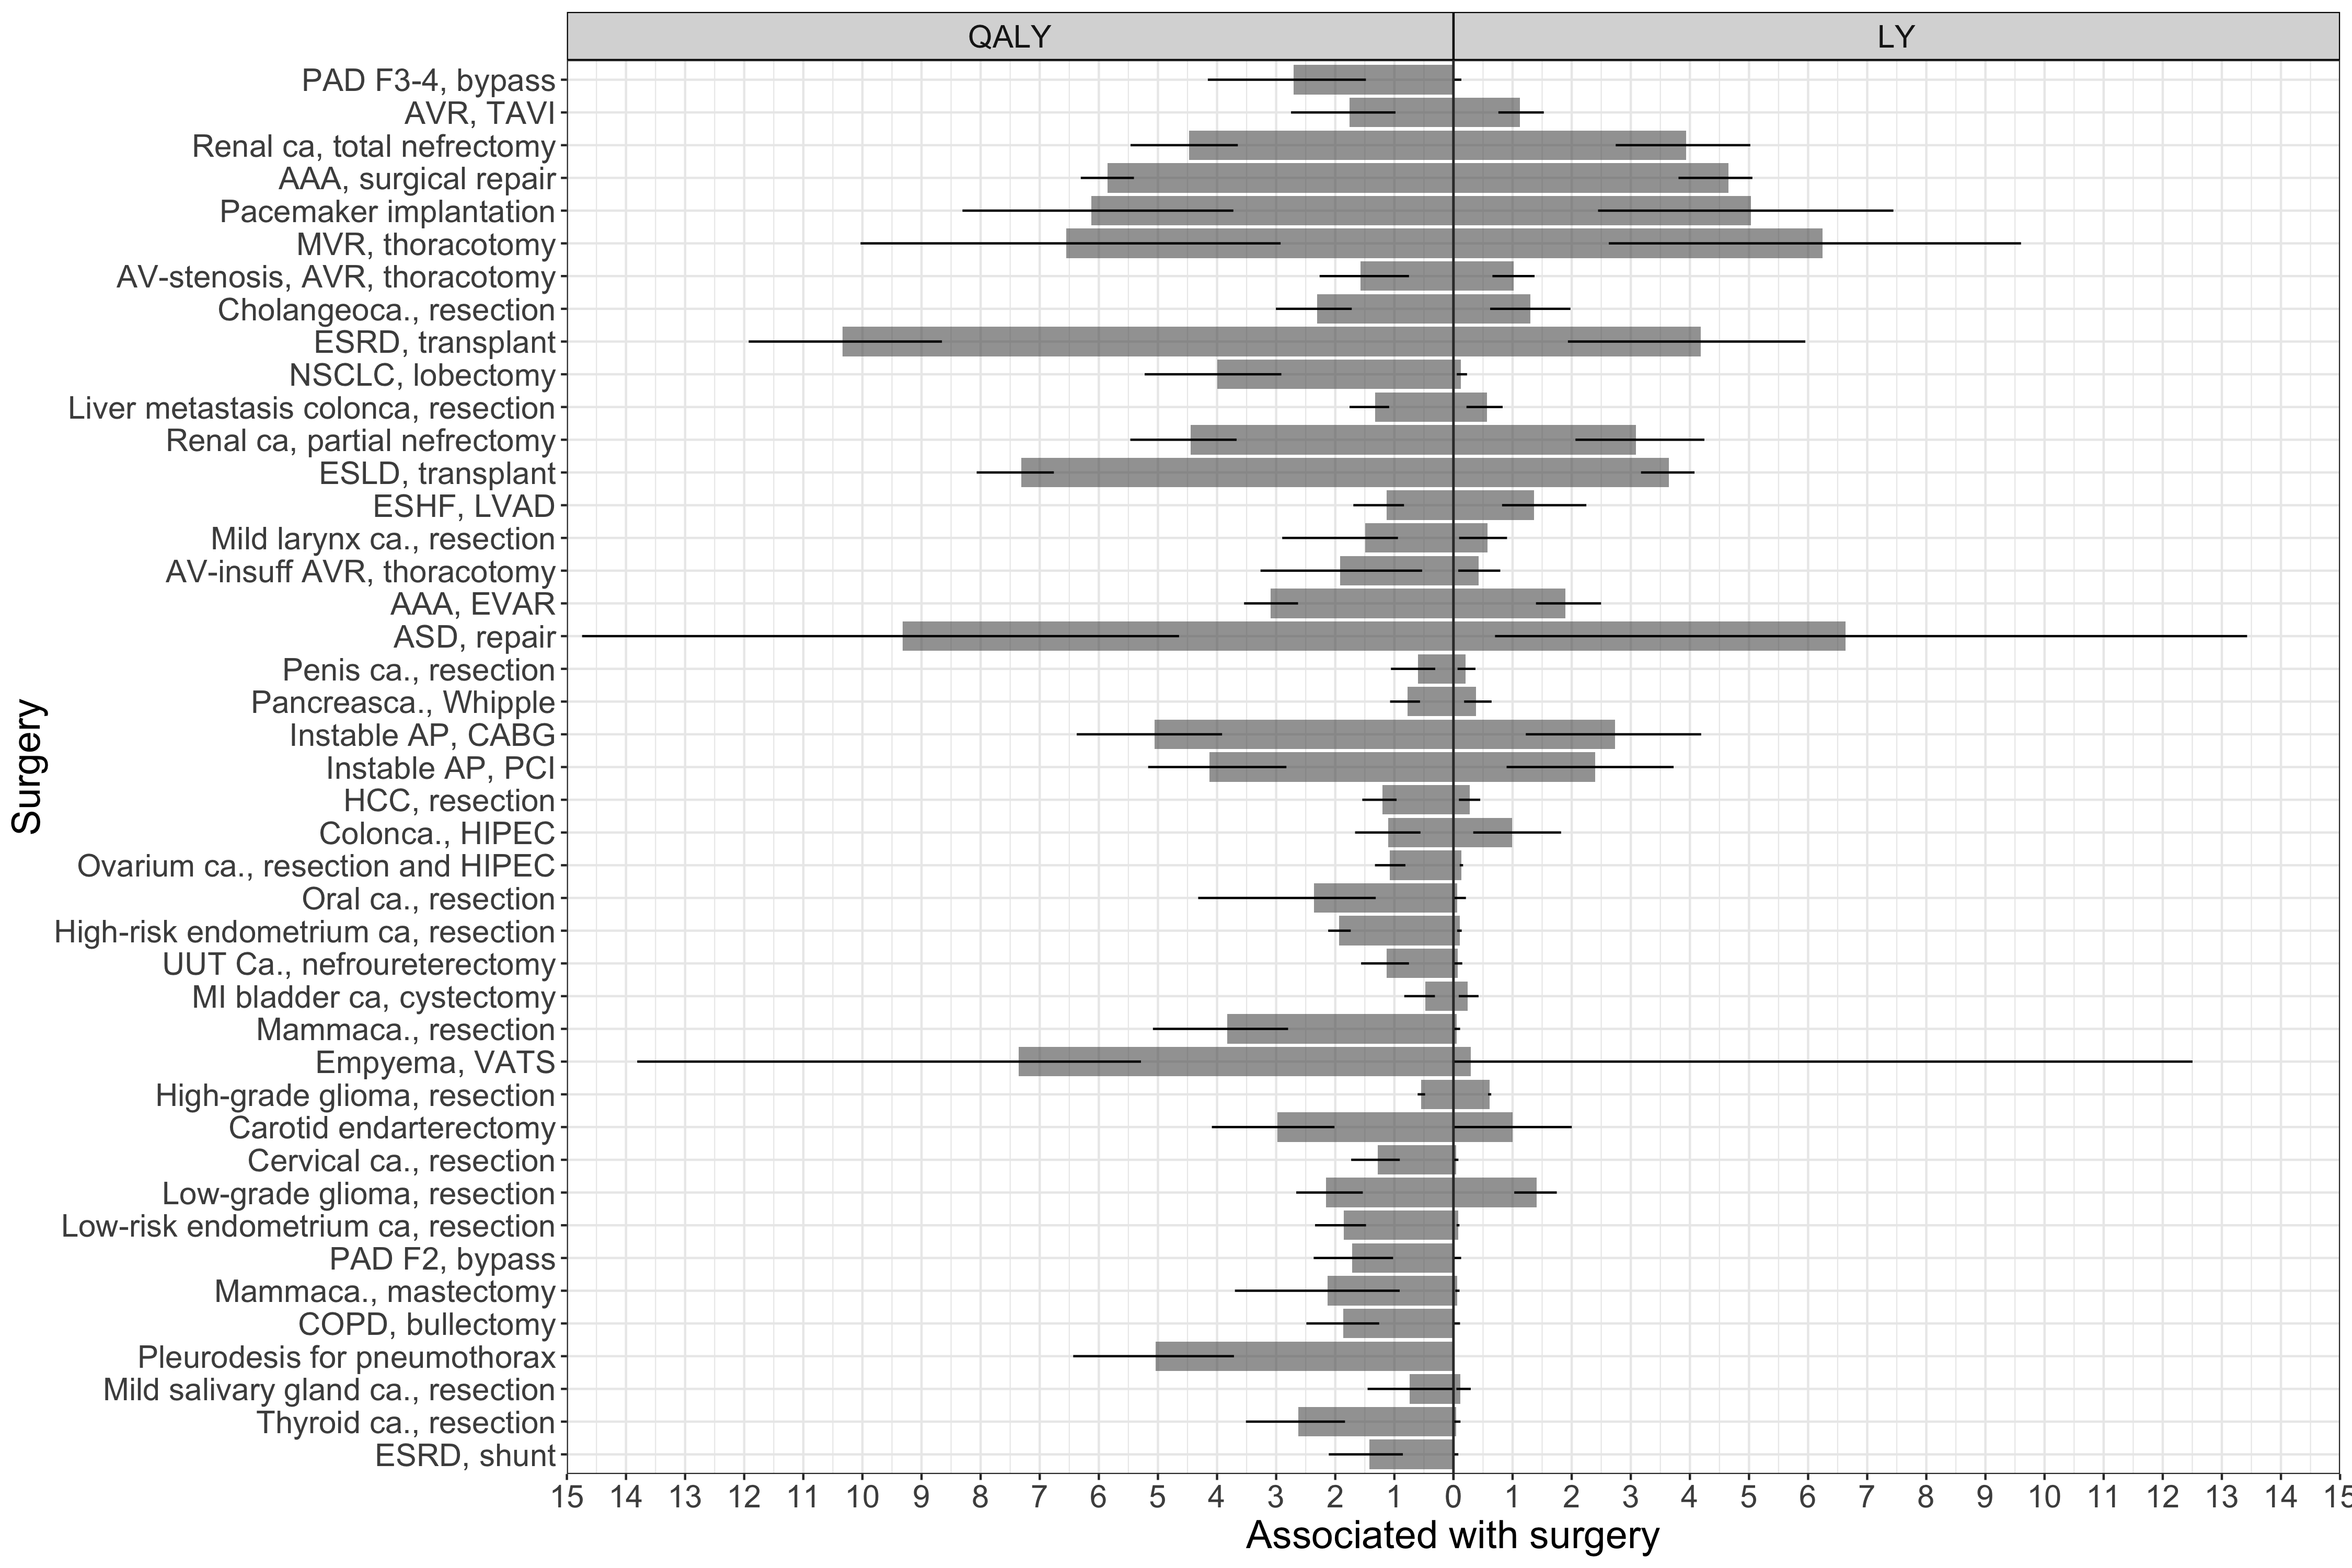 QALY LY
PAD F3-4, bypass
AVR, TAVI
Renal ca, total nefrectomy
AAA, surgical repair
Pacemaker implantation
MVR, thoracotomy
AV-stenosis, AVR, thoracotomy
Cholangeoca., resection
ESRD, transplant
NSCLC, lobectomy
Liver metastasis colonca, resection
Renal ca, partial nefrectomy
ESLD, transplant
ESHF, LVAD
Mild larynx ca., resection
AV-insuff AVR, thoracotomy
AAA, EVAR
ASD, repair
Penis ca., resection
Pancreasca., Whipple
Instable AP, CABG
Instable AP, PCI
HCC, resection
Colonca., HIPEC
Ovarium ca., resection and HIPEC
Oral ca., resection
High-risk endometrium ca, resection
UUT Ca., nefroureterectomy
MI bladder ca, cystectomy
Mammaca., resection
Empyema, VATS
High-grade glioma, resection
Carotid endarterectomy
Cervical ca., resection
Low-grade glioma, resection
Low-risk endometrium ca, resection
PAD F2, bypass
Mammaca., mastectomy
COPD, bullectomy
Pleurodesis for pneumothorax
Mild salivary gland ca., resection
Thyroid ca., resection
ESRD, shunt
Surgery
15 14 13 12 11 10 9 8 7 6 5 4 3 2 1 0 1 2 3 4 5 6 7 8 9 10 11 12 13 14 15
Associated with surgery